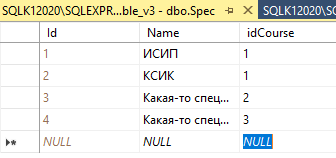 SQLK12020\SQLEXPR...ble_v3 - dbo.Spec SQLK12020\SQ
Id Name idCourse
1 ИСИП 1
2 КСИК 1
3 Какая-то спец... 2
4 Какая-то спец... 3
NULL NULL NULL